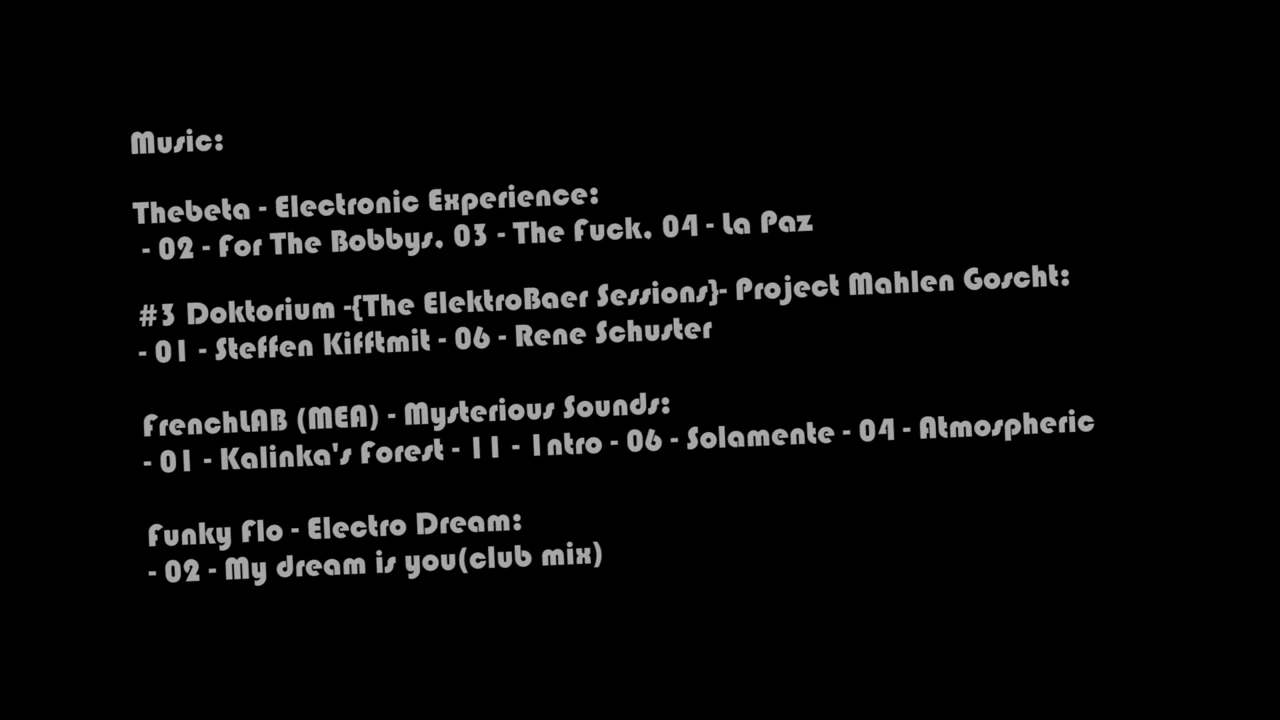 Music:
Thebeta - Electronic Experience:
- 02 - For The Bobbys, 03 - The Fuck, 04 - La Paz
#3 Doktorium -{The ElektroBaer Sessions}- Project Mahlen Goscht:
- 01 - Steffen Kifftmit - 06 - Rene Schuster
FrenchLAB (MEA) - Mysterious Sounds:
- 01 - Kalinka's Forest - 11 - Intro - 06 - Solamente - 04 - Atmospheric
Funky Flo - Electro Dream:
- 02 - My dream is you(club mix)